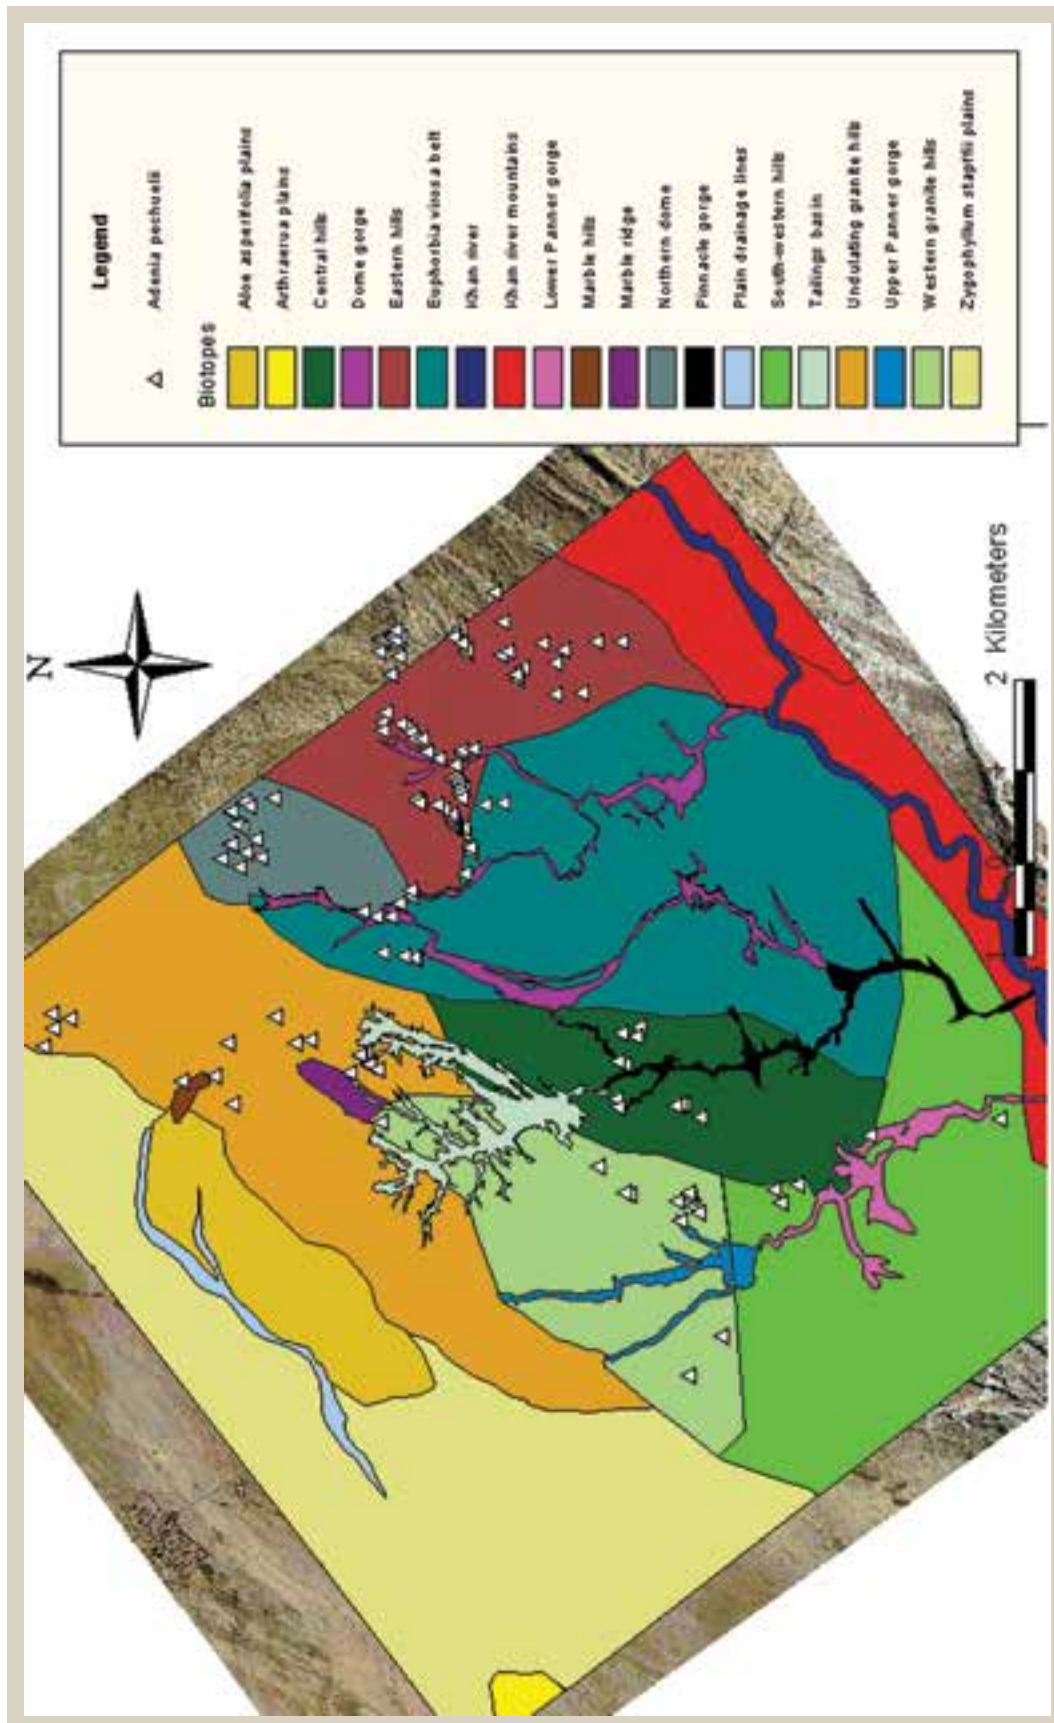 Legend
Adenia pechuelii
Biotopes
Aloe asperifolia plains
Arthraerua plains
Central hills
Dome gorge
Eastern hills
Euphorbia virosa belt
Khan river
Khan river mountains
Lower Panner gorge
Marble hills
Marble ridge
Northern dome
Pinnacle gorge
Plain drainage lines
South-western hills
Tailings basin
Undulating granite hills
Upper Panner gorge
Western granite hills
Zygophyllum stapffii plains
N
2 Kilometers